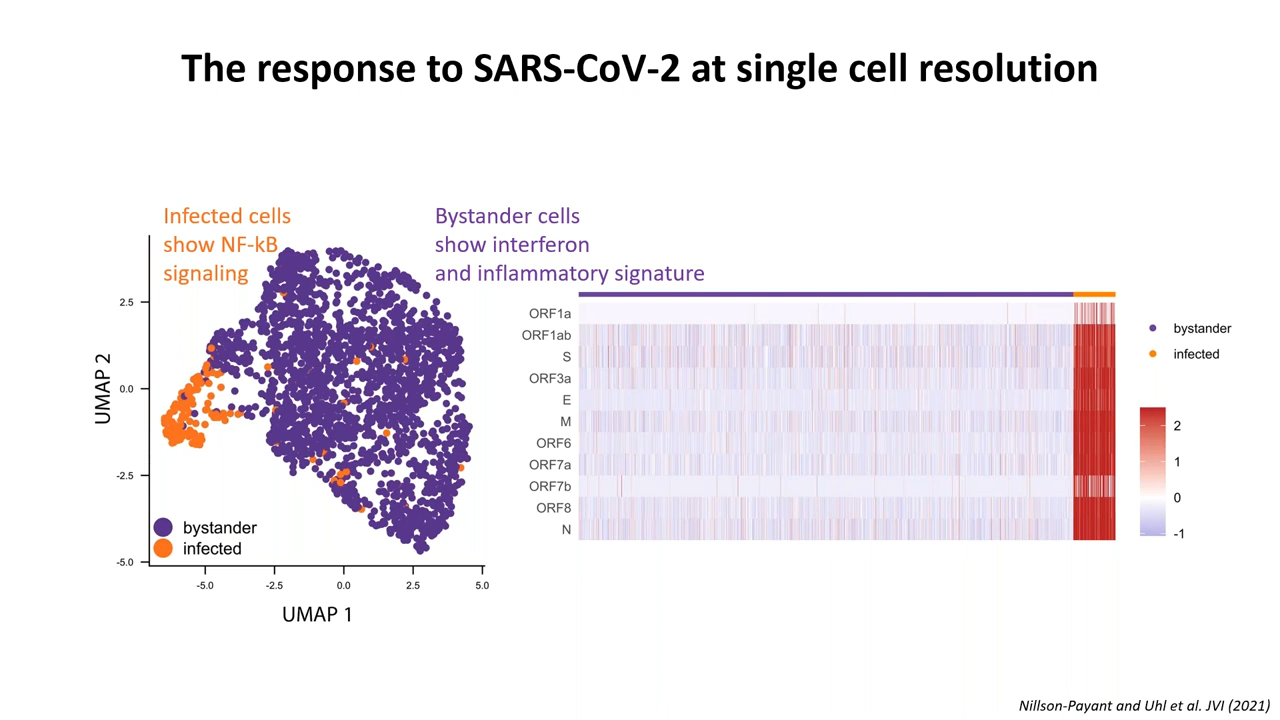 The response to SARS-CoV-2 at single cell resolution
Infected cells
show NF-kB
signaling
Bystander cells
show interferon
and inflammatory signature
UMAP 2
2.5
0.0
-2.5
-5.0
bystander
infected
-5.0
-2.5
0.0
2.5
5.0
UMAP 1
ORF1a
ORF1ab
S
ORF3a
E
M
ORF6
ORF7a
ORF7b
ORF8
N
bystander
infected
2
1
0
-1
Nillson-Payant and Uhl et al. JVI (2021)